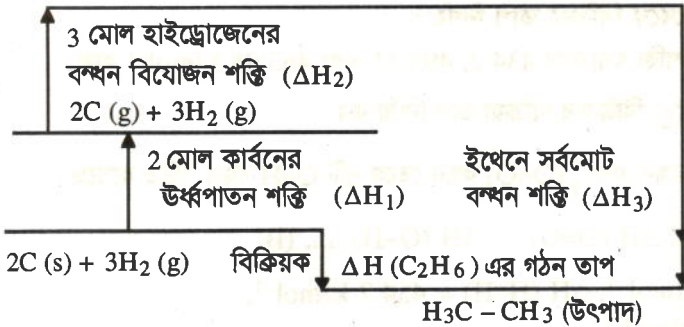 3 মোল হাইড্রোজেনের
বন্ধন বিযোজন শক্তি (ΔH₂)
2C (g) + 3H₂ (g)
2 মোল কার্বনের
উর্ধ্বপাতন শক্তি (ΔH₁)
ইথেনে সর্বমোট
বন্ধন শক্তি (ΔH₃)
2C (s) + 3H₂ (g) বিক্রিয়ক
ΔH (C₂H₆) এর গঠন তাপ
H₃C – CH₃ (উৎপাদ)